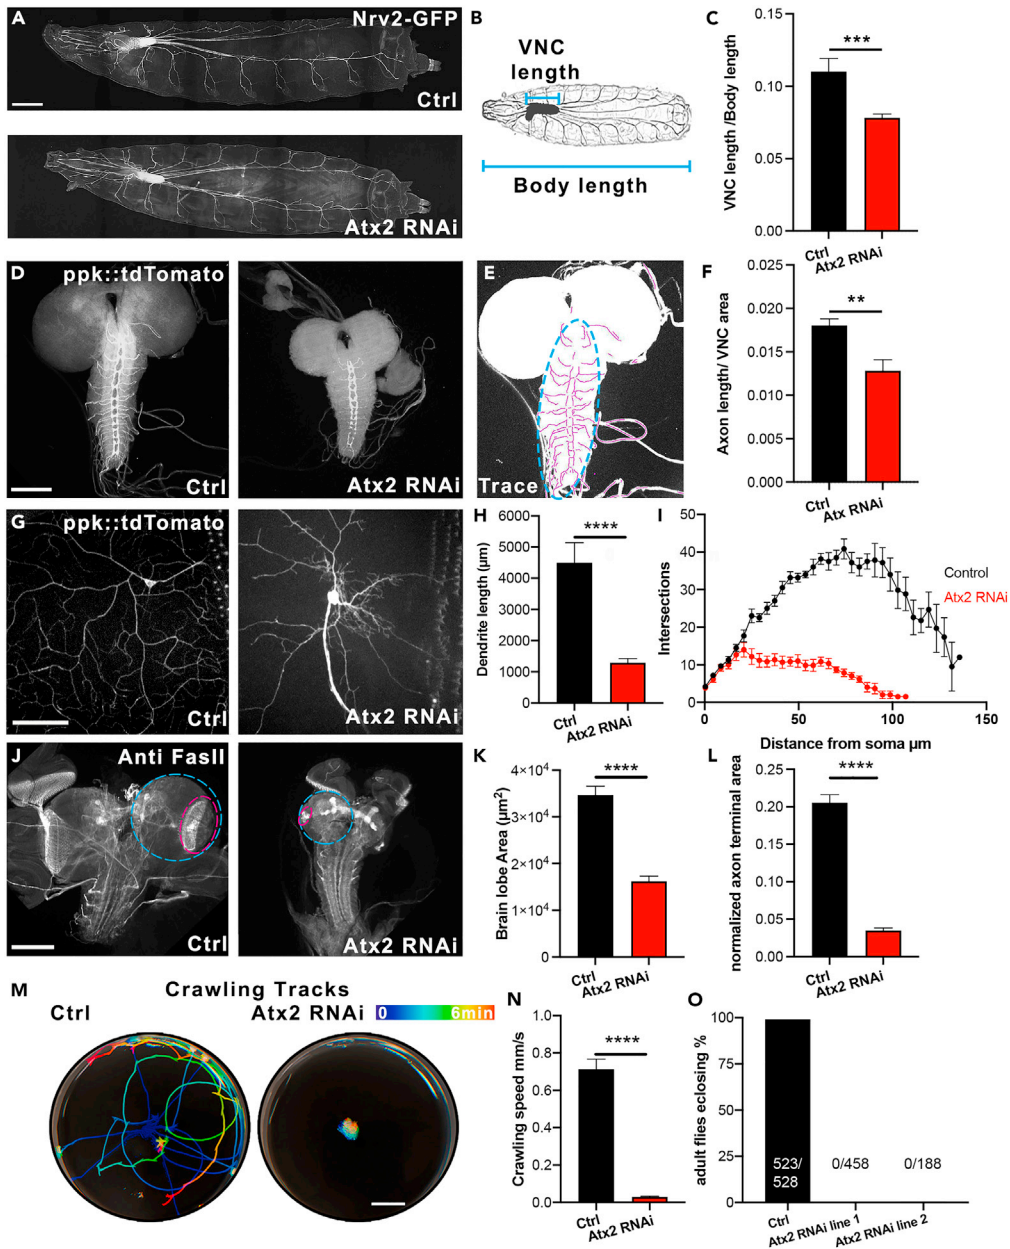 A
Nrv2-GFP
Ctrl
Atx2 RNAi
B
VNC
length
Body length
C
VNC length /Body length
0.15
0.10
0.05
0.00
***
Ctrl
Atx2 RNAi
D
ppk::tdTomato
Ctrl
Atx2 RNAi
E
Trace
F
Axon length/ VNC area
0.025
0.020
0.015
0.010
0.005
0.000
**
Ctrl
Atx RNAi
G
ppk::tdTomato
Ctrl
Atx2 RNAi
H
Dendrite length (µm)
6000
5000
4000
3000
2000
1000
0
****
Ctrl
Atx2 RNAi
I
Intersections
50
40
30
20
10
0
Control
Atx2 RNAi
0
50
100
150
Distance from soma µm
J
Anti FasII
Ctrl
Atx2 RNAi
K
Brain lobe Area (µm²)
4×10⁴
3×10⁴
2×10⁴
1×10⁴
0
****
Ctrl
Atx2 RNAi
L
normalized axon terminal area
0.25
0.20
0.15
0.10
0.05
0.00
****
Ctrl
Atx2 RNAi
M
Crawling Tracks
Ctrl
Atx2 RNAi
0
6min
N
Crawling speed mm/s
1.0
0.8
0.6
0.4
0.2
0.0
****
Ctrl
Atx2 RNAi
O
adult flies eclosing %
100
75
50
25
0
523/
528
0/458
0/188
Ctrl
Atx2 RNAi line 1
Atx2 RNAi line 2